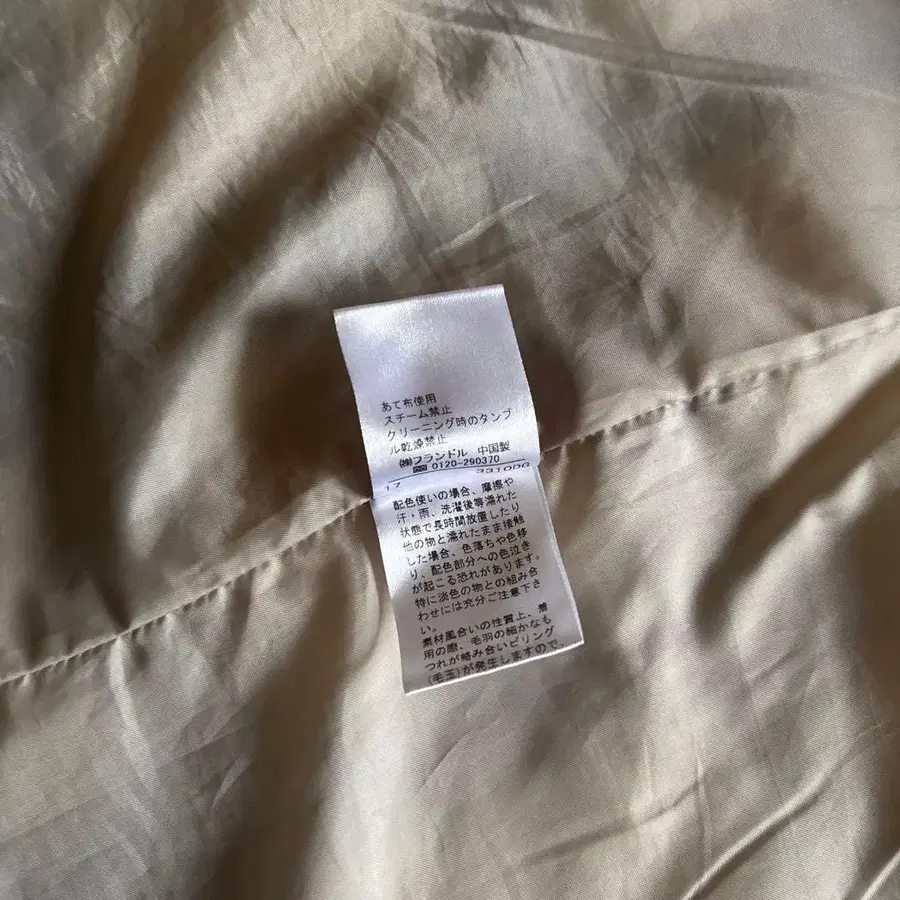 あて布使用
スチーム禁止
クリーニング時のタンブ
ル乾燥禁止
㈱フランドル 中国製
0120-290370
17 3310DG
配色使いの場合、摩擦や
汗・雨、洗濯後等濡れた
状態で長時間放置したり
他の物と濡れたまま接触
した場合、色落ちや色移
り、配色部分への色泣き
が起こる恐れがあります。
特に淡色の物との組み合
わせには充分ご注意下さ
い。
素材風合いの性質上、着
用の際、毛羽の細かなも
つれが絡み合いピリング
(毛玉)が発生しますので、